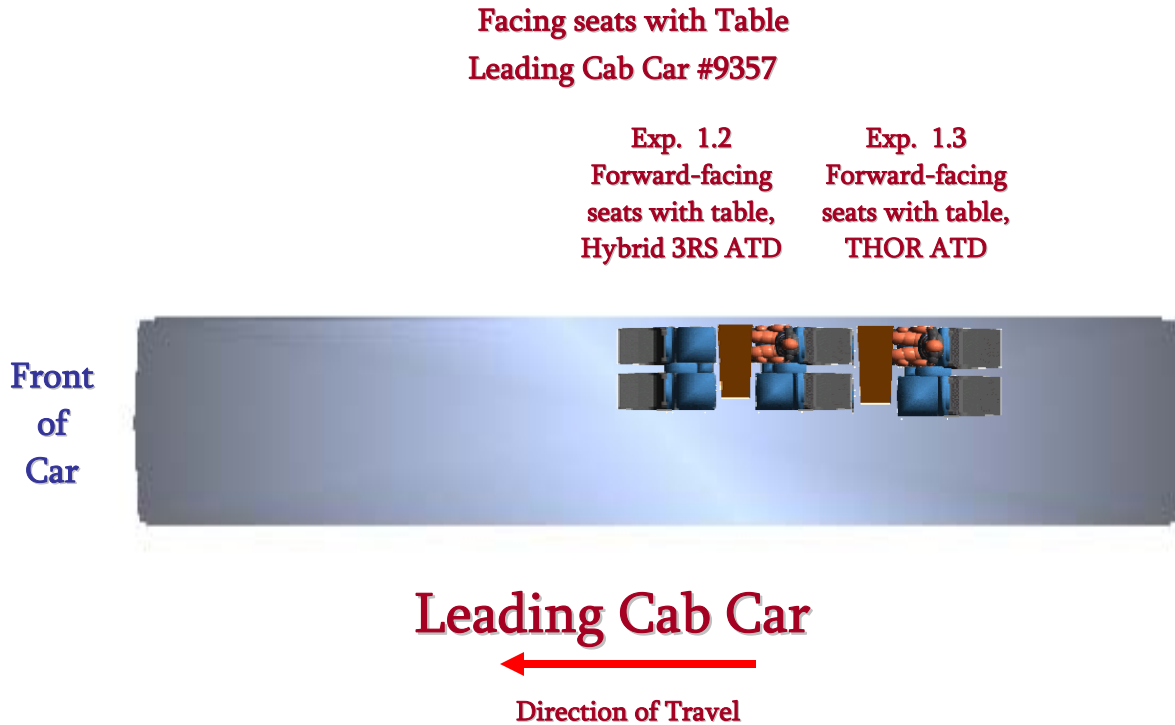 Facing seats with Table
Leading Cab Car #9357
Exp. 1.2
Forward-facing
seats with table,
Hybrid 3RS ATD
Exp. 1.3
Forward-facing
seats with table,
THOR ATD
Front
of
Car
Leading Cab Car
Direction of Travel